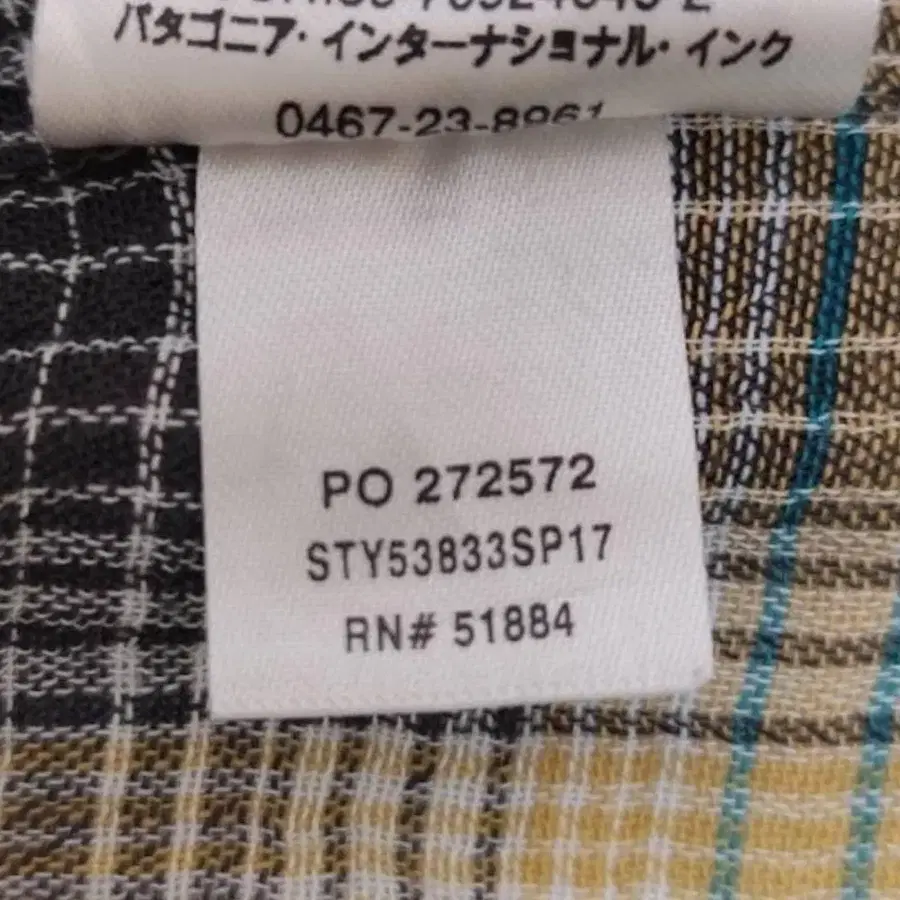 パタゴニア・インターナショナル・インク
0467-23-8961
PO 272572
STY53833SP17
RN# 51884